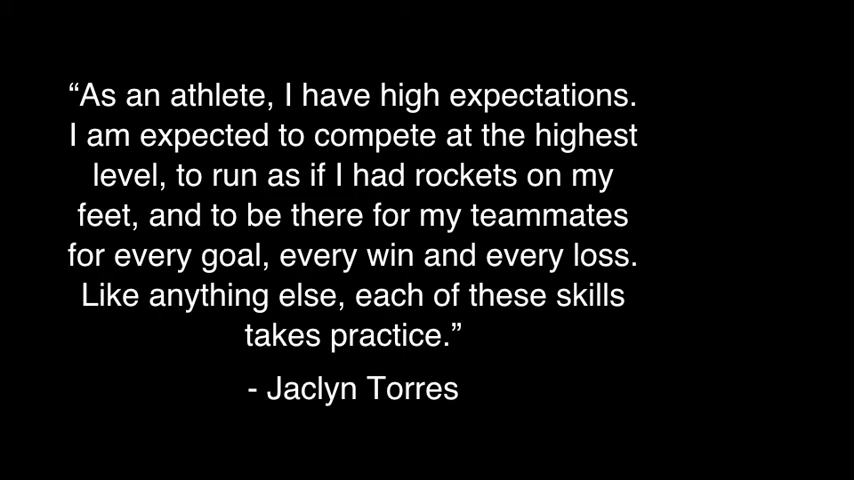 “As an athlete, I have high expectations.
I am expected to compete at the highest
level, to run as if I had rockets on my
feet, and to be there for my teammates
for every goal, every win and every loss.
Like anything else, each of these skills
takes practice.”
- Jaclyn Torres